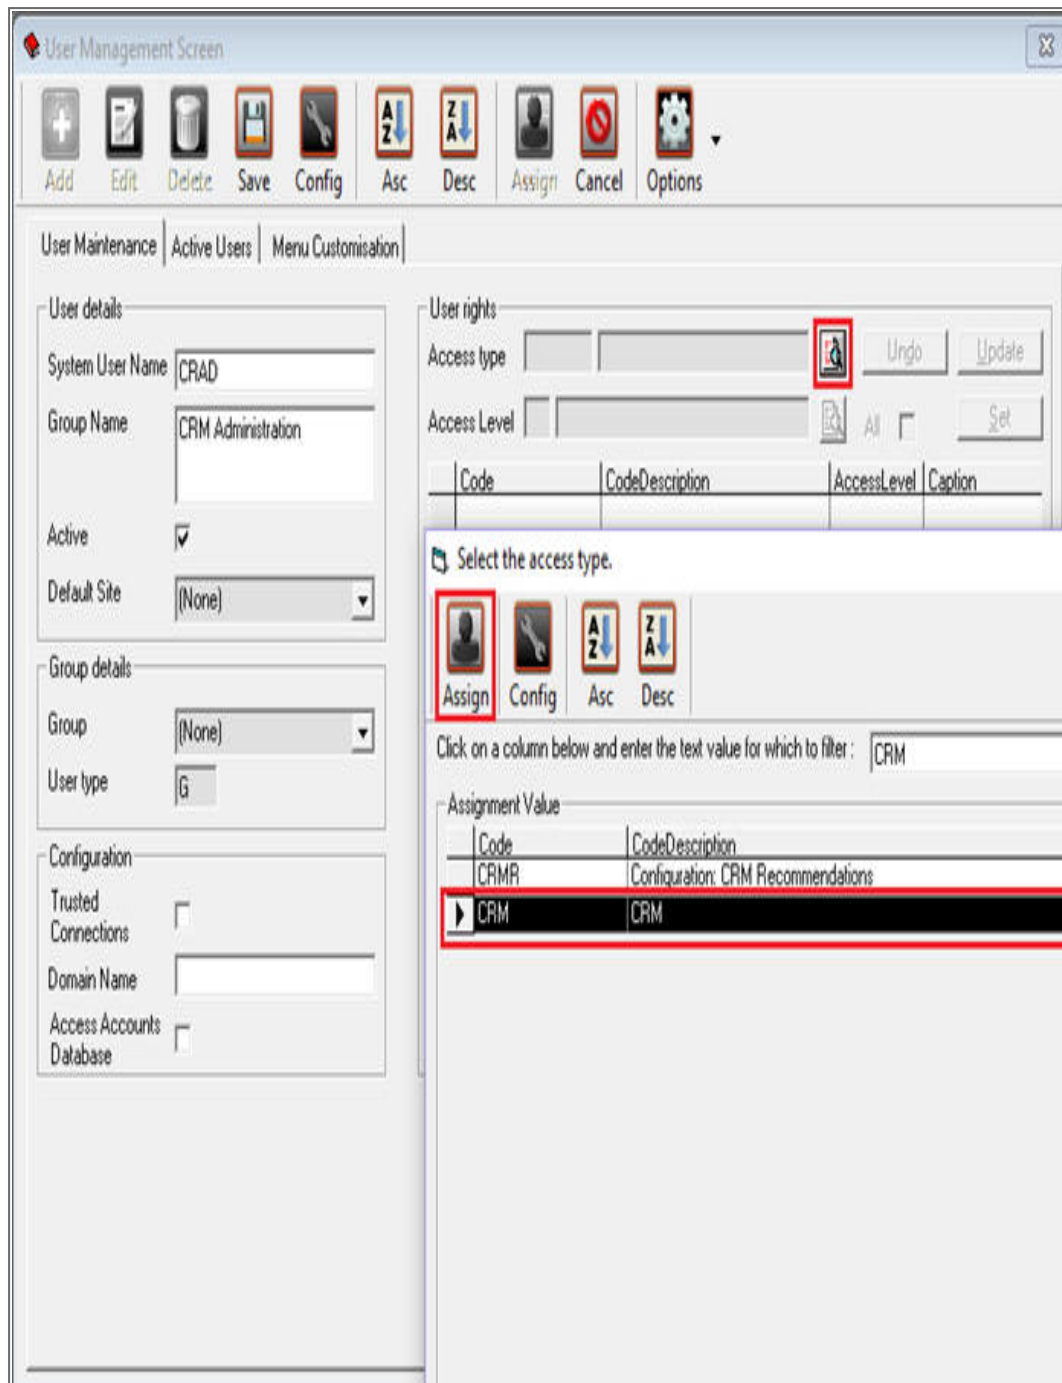 User Management Screen
Add Edit Delete Save Config Asc Desc Assign Cancel Options
User Maintenance Active Users Menu Customisation
User details
System User Name CRAD
Group Name CRM Administration
Active
Default Site (None)
Group details
Group (None)
User type G
Configuration
Trusted
Connections
Domain Name
Access Accounts
Database
User rights
Access type Undo Update
Access Level All Set
Code CodeDescription AccessLevel Caption
Select the access type.
Assign Config Asc Desc
Click on a column below and enter the text value for which to filter : CRM
Assignment Value
Code CodeDescription
CRMR Configuration: CRM Recommendations
CRM CRM